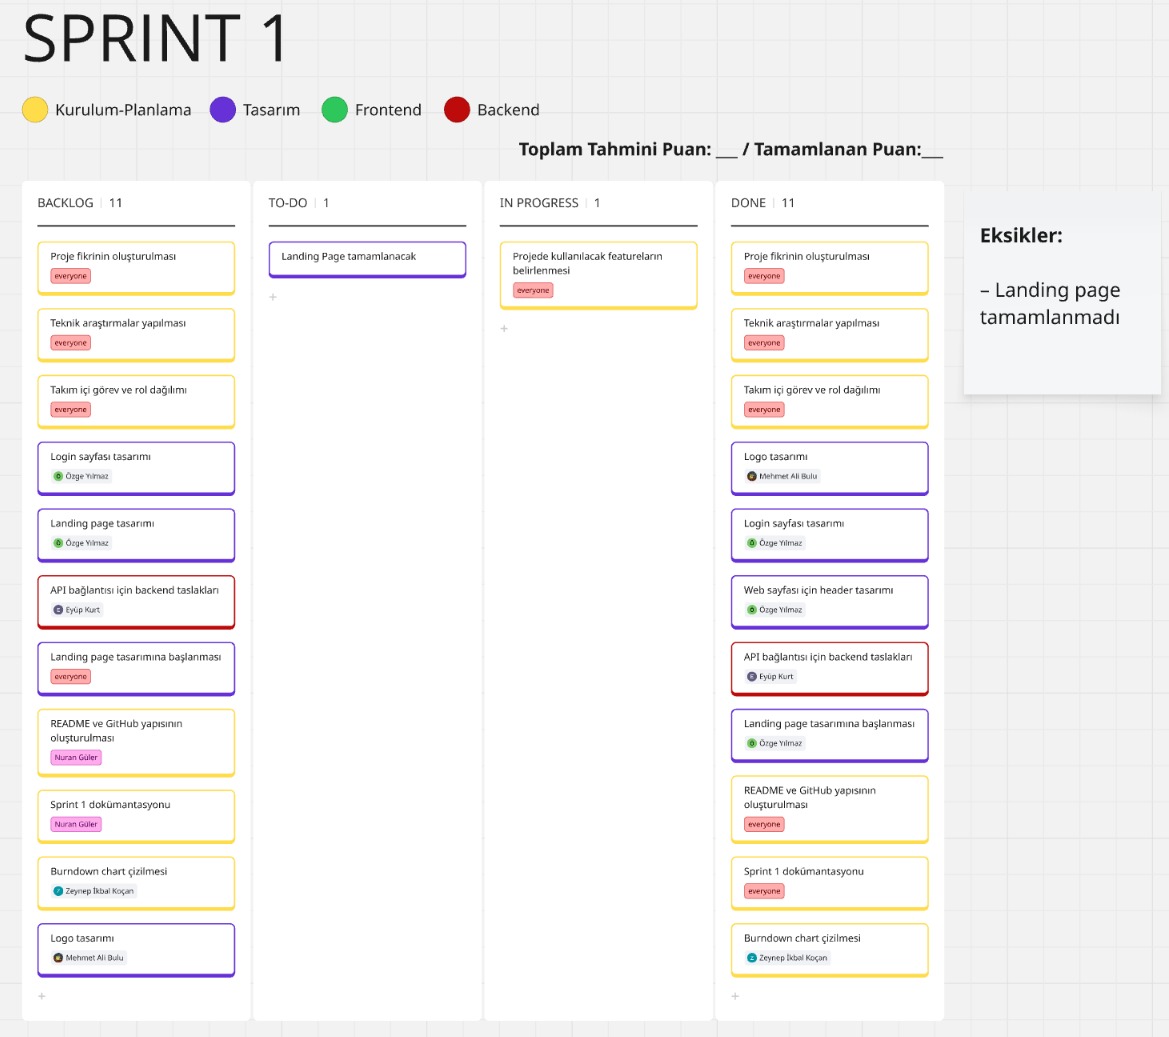 SPRINT 1
Kurulum-Planlama Tasarım Frontend Backend
Toplam Tahmini Puan: ___ / Tamamlanan Puan:___
BACKLOG 11
Proje fikrinin oluşturulması
everyone
Teknik araştırmalar yapılması
everyone
Takım içi görev ve rol dağılımı
everyone
Login sayfası tasarımı
Ö Özge Yılmaz
Landing page tasarımı
Ö Özge Yılmaz
API bağlantısı için backend taslakları
E Eyüp Kurt
Landing page tasarımına başlanması
everyone
README ve GitHub yapısının
oluşturulması
Nuran Güler
Sprint 1 dokümantasyonu
Nuran Güler
Burndown chart çizilmesi
Zeynep İkbal Koçan
Logo tasarımı
Mehmet Ali Bulu
+
TO-DO 1
Landing Page tamamlanacak
+
IN PROGRESS 1
Projede kullanılacak featureların
belirlenmesi
everyone
+
DONE 11
Proje fikrinin oluşturulması
everyone
Teknik araştırmalar yapılması
everyone
Takım içi görev ve rol dağılımı
everyone
Logo tasarımı
Mehmet Ali Bulu
Login sayfası tasarımı
Ö Özge Yılmaz
Web sayfası için header tasarımı
Ö Özge Yılmaz
API bağlantısı için backend taslakları
E Eyüp Kurt
Landing page tasarımına başlanması
Ö Özge Yılmaz
README ve GitHub yapısının
oluşturulması
everyone
Sprint 1 dokümantasyonu
everyone
Burndown chart çizilmesi
Z Zeynep İkbal Koçan
+
Eksikler:
– Landing page
tamamlanmadı